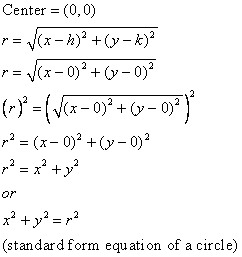 Center = (0,0)
r = √((x − h)² + (y − k)²)
r = √((x − 0)² + (y − 0)²)
(r)² = (√((x − 0)² + (y − 0)²))²
r² = (x − 0)² + (y − 0)²
r² = x² + y²
or
x² + y² = r²
(standard form equation of a circle)